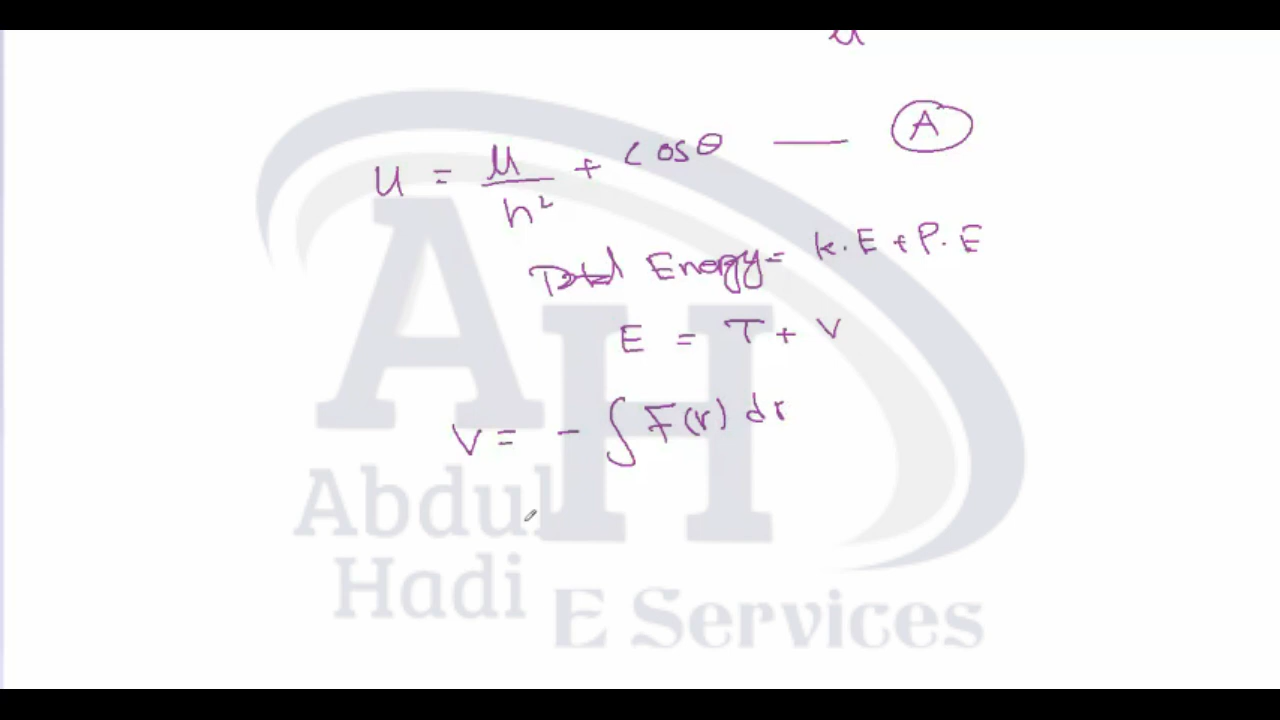 u
u = μ/h² + cosθ —— A
Total Energy = k.E + P.E
E = T + V
V = - ∫ F(r) dr
AH
Abdul
Hadi
E Services